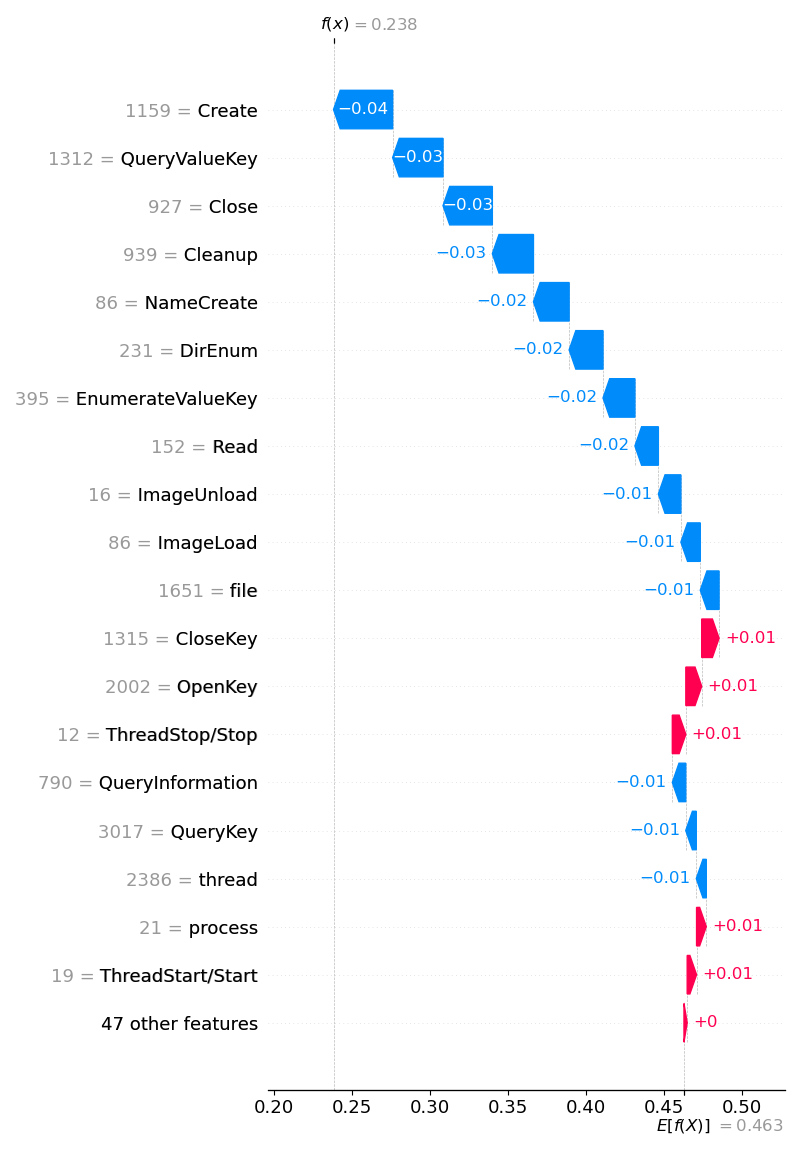 f(x) = 0.238
1159 = Create −0.04
1312 = QueryValueKey −0.03
927 = Close −0.03
939 = Cleanup −0.03
86 = NameCreate −0.02
231 = DirEnum −0.02
395 = EnumerateValueKey −0.02
152 = Read −0.02
16 = ImageUnload −0.01
86 = ImageLoad −0.01
1651 = file −0.01
1315 = CloseKey +0.01
2002 = OpenKey +0.01
12 = ThreadStop/Stop +0.01
790 = QueryInformation −0.01
3017 = QueryKey −0.01
2386 = thread −0.01
21 = process +0.01
19 = ThreadStart/Start +0.01
47 other features +0
0.20 0.25 0.30 0.35 0.40 0.45 0.50
E[f(X)] = 0.463